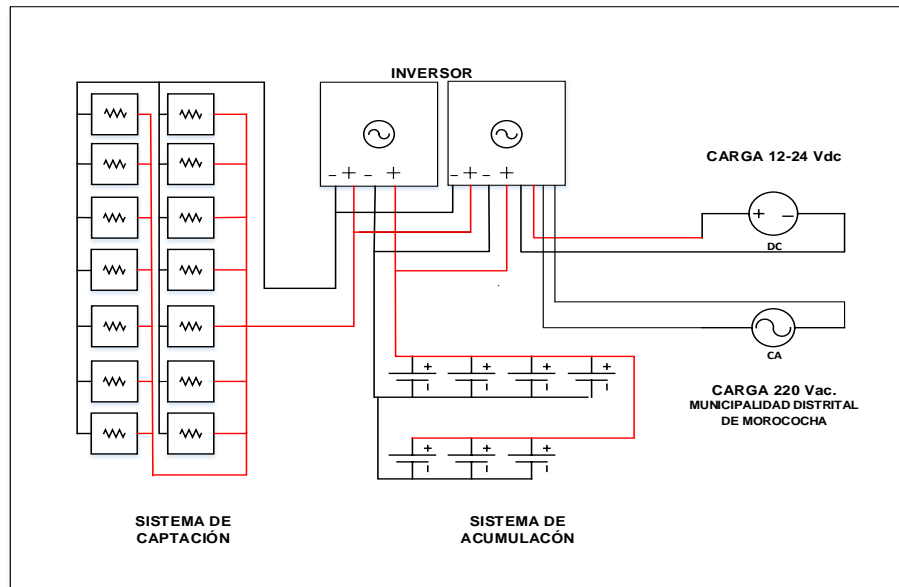 INVERSOR
- + - +
- + - +
CARGA 12-24 Vdc
+ -
DC
CA
CARGA 220 Vac.
MUNICIPALIDAD DISTRITAL
DE MOROCOCHA
+ + + +
- - - -
+ + +
- - -
SISTEMA DE
CAPTACIÓN
SISTEMA DE
ACUMULACÓN